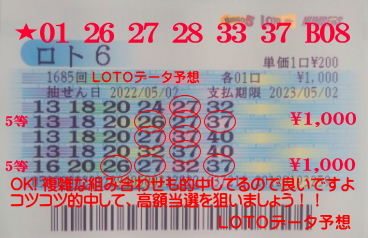 ★01 26 27 28 33 37 B08
ロト6
単価1口¥200
1685回 LOTOデータ予想 各01口 ¥1,000
抽せん日 2022/05/02 支払期限 2023/05/02
13 18 20 24 27 32
5等 13 18 20 26 27 37 ¥1,000
13 18 20 33 37 40
13 18 20 32 37 40
5等 16 20 26 27 32 37 ¥1,000
OK! 複雑な組み合わせも的中してるので良いですよ
コツコツ的中して、高額当選を狙いましょう!!
LOTOデータ予想